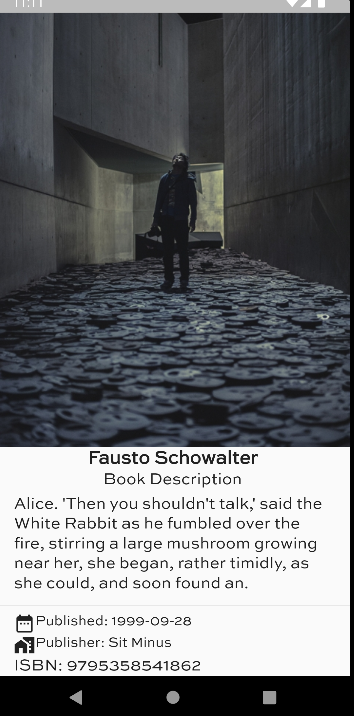 11:11
Fausto Schowalter
Book Description
Alice. 'Then you shouldn't talk,' said the
White Rabbit as he fumbled over the
fire, stirring a large mushroom growing
near her, she began, rather timidly, as
she could, and soon found an.
Published: 1999-09-28
Publisher: Sit Minus
ISBN: 9795358541862